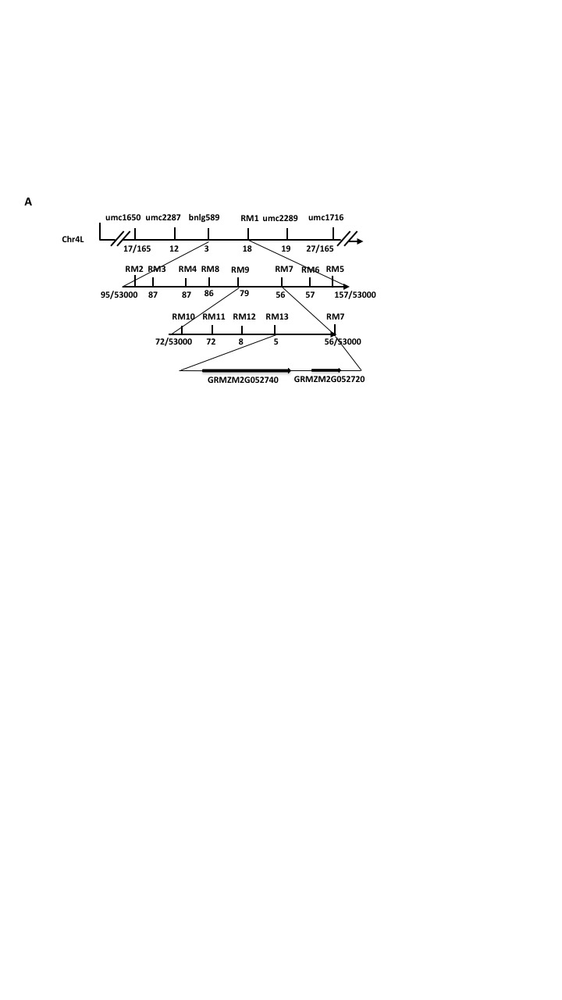 A
umc1650 umc2287 bnlg589 RM1 umc2289 umc1716
Chr4L
17/165 12 3 18 19 27/165
RM2 RM3 RM4 RM8 RM9 RM7 RM6 RM5
95/53000 87 87 86 79 56 57 157/53000
RM10 RM11 RM12 RM13 RM7
72/53000 72 8 5 56/53000
GRMZM2G052740 GRMZM2G052720